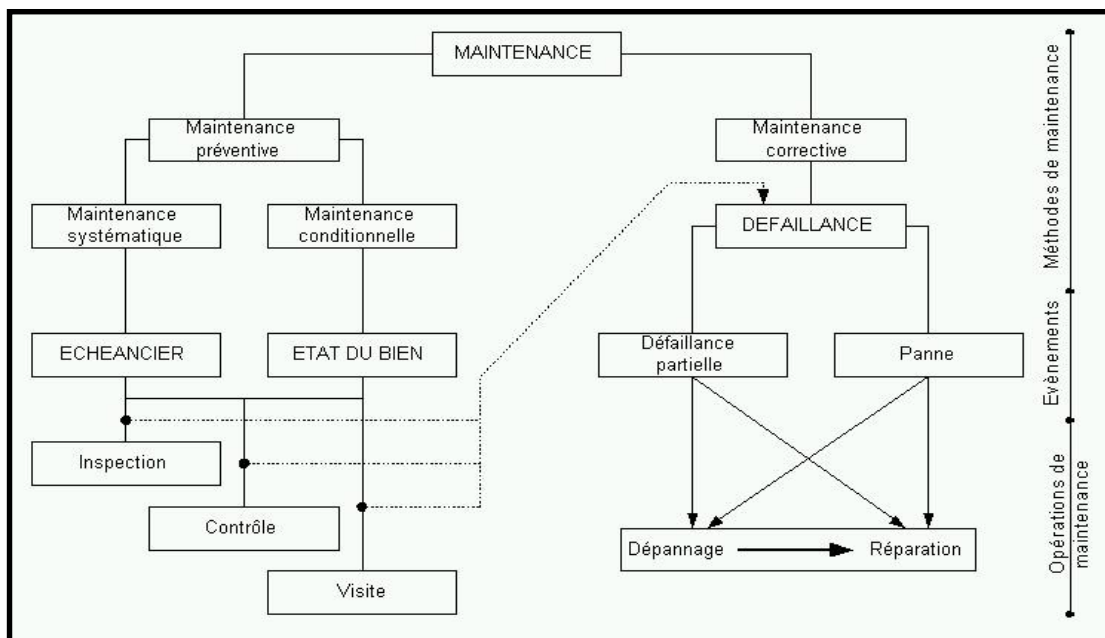 MAINTENANCE
Maintenance
préventive
Maintenance
corrective
Maintenance
systématique
Maintenance
conditionnelle
DEFAILLANCE
ECHEANCIER
ETAT DU BIEN
Défaillance
partielle
Panne
Inspection
Contrôle
Visite
Dépannage
Réparation
Méthodes de maintenance
Evènements
Opérations de
maintenance